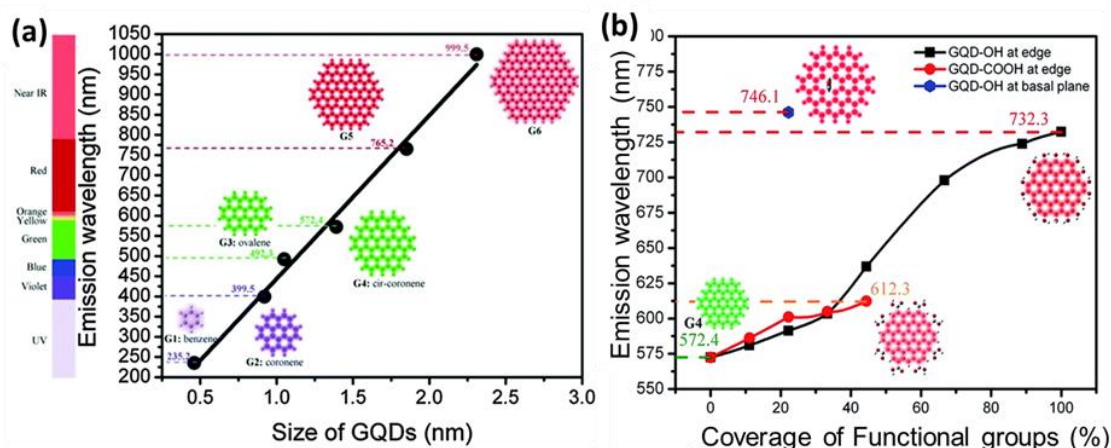 (a)
1050
1000
950
900
850
800
750
700
650
600
550
500
450
400
350
300
250
200
Near IR
Red
Orange
Yellow
Green
Blue
Violet
UV
Emission wavelength (nm)
999.5
G5
G6
765.2
572.4
G3: ovalene
492.3
G4: cir-coronene
399.5
G1: benzene
G2: coronene
235.2
0.5 1.0 1.5 2.0 2.5 3.0
Size of GQDs (nm)
(b)
775
750
725
700
675
650
625
600
575
550
Emission wavelength (nm)
GQD-OH at edge
GQD-COOH at edge
GQD-OH at basal plane
746.1
732.3
612.3
G4
572.4
0 20 40 60 80 100
Coverage of Functional groups (%)